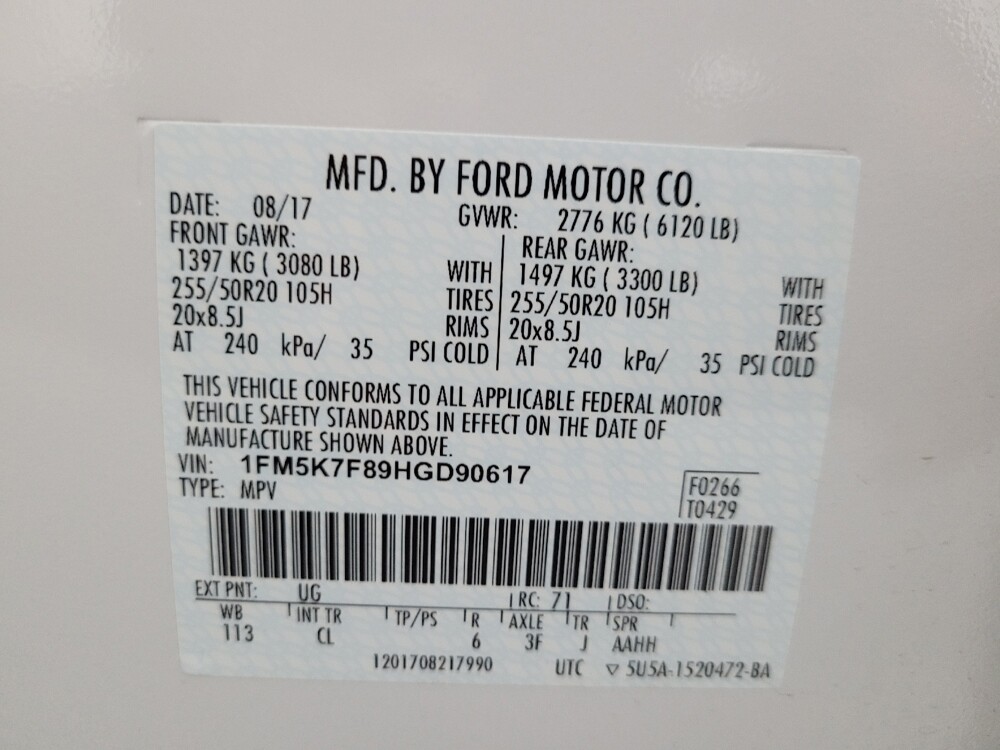 MFD. BY FORD MOTOR CO.
DATE: 08/17 GVWR: 2776 KG ( 6120 LB)
FRONT GAWR: REAR GAWR:
1397 KG ( 3080 LB) WITH 1497 KG ( 3300 LB) WITH
255/50R20 105H TIRES 255/50R20 105H TIRES
20x8.5J RIMS 20x8.5J RIMS
AT 240 kPa/ 35 PSI COLD AT 240 kPa/ 35 PSI COLD
THIS VEHICLE CONFORMS TO ALL APPLICABLE FEDERAL MOTOR
VEHICLE SAFETY STANDARDS IN EFFECT ON THE DATE OF
MANUFACTURE SHOWN ABOVE.
VIN: 1FM5K7F89HGD90617
TYPE: MPV
F0266
T0429
EXT PNT: UG RC: 71 DSO:
WB INT TR TP/PS R AXLE TR SPR
113 CL 6 3F J AAHH
1201708217990 UTC ▽ 5U5A-1520472-BA